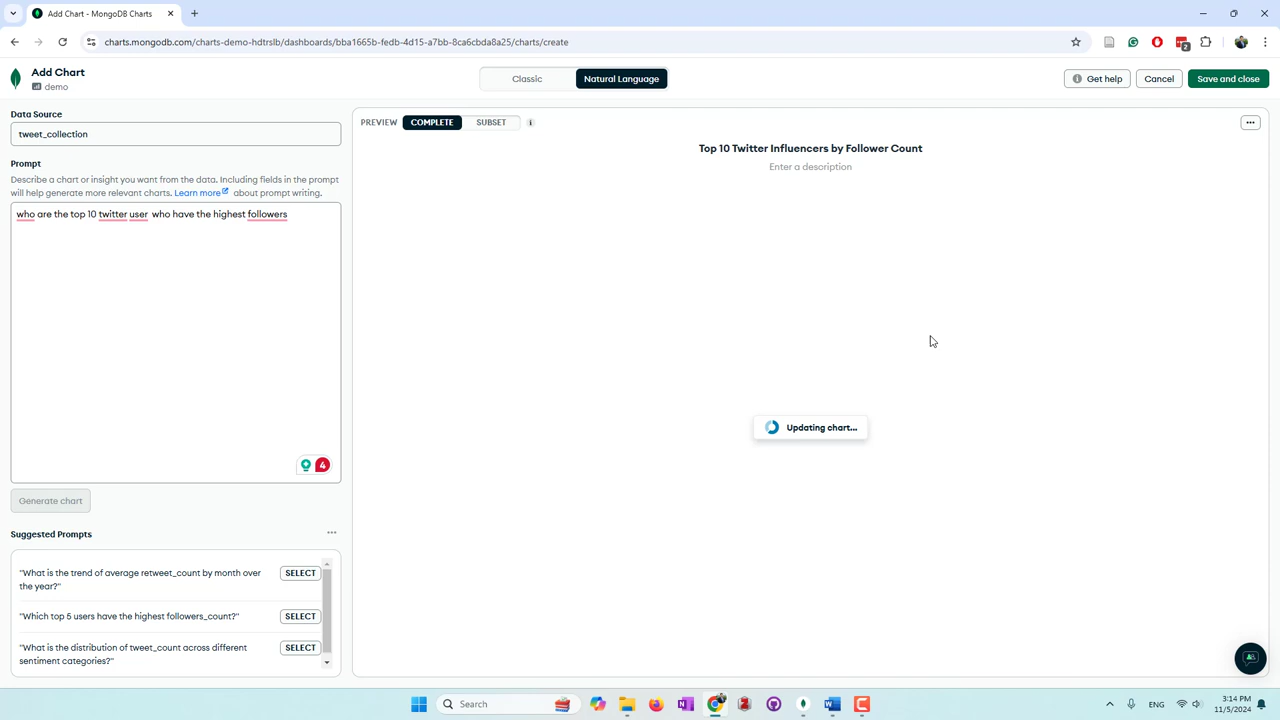 Add Chart - MongoDB Charts
charts.mongodb.com/charts-demo-hdtrslb/dashboards/bba1665b-fedb-4d15-a7bb-8ca6cbda8a25/charts/create
2
Add Chart
demo
Classic
Natural Language
Get help
Cancel
Save and close
Data Source
tweet_collection
Prompt
Describe a chart or insight you want from the data. Including fields in the prompt
will help generate more relevant charts. Learn more about prompt writing.
who are the top 10 twitter user  who have the highest followers
4
Generate chart
Suggested Prompts
"What is the trend of average retweet_count by month over
the year?"
SELECT
"Which top 5 users have the highest followers_count?"
SELECT
"What is the distribution of tweet_count across different
sentiment categories?"
SELECT
PREVIEW
COMPLETE
SUBSET
Top 10 Twitter Influencers by Follower Count
Enter a description
Updating chart...
Search
ENG
3:14 PM
11/5/2024